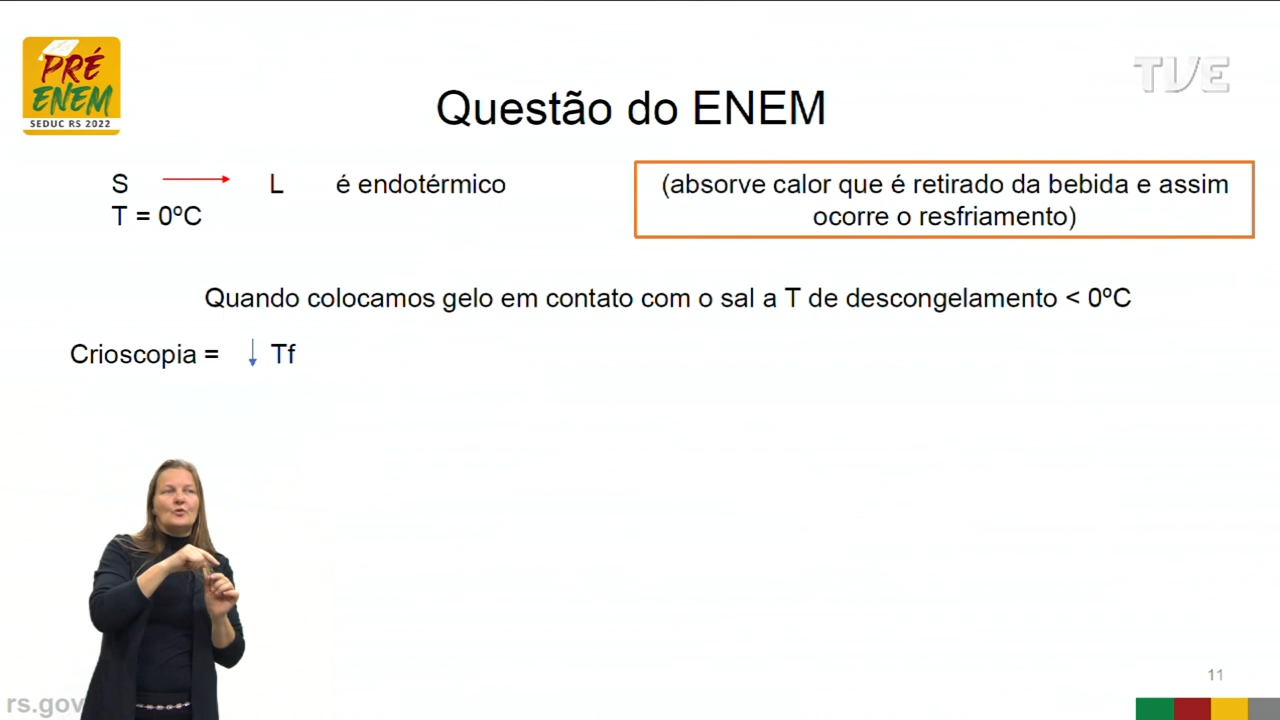 PRÉ
ENEM
SEDUC RS 2022
TVE
Questão do ENEM
S L é endotérmico
T = 0ºC
(absorve calor que é retirado da bebida e assim
ocorre o resfriamento)
Quando colocamos gelo em contato com o sal a T de descongelamento < 0ºC
Crioscopia = ↓ Tf
11
rs.gov